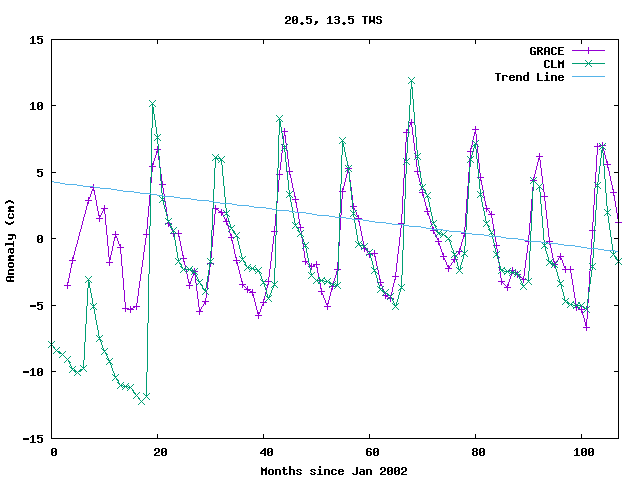 20.5, 13.5 TWS
GRACE
CLM
Trend Line
15
10
5
0
-5
-10
-15
Anomaly (cm)
0 20 40 60 80 100
Months since Jan 2002